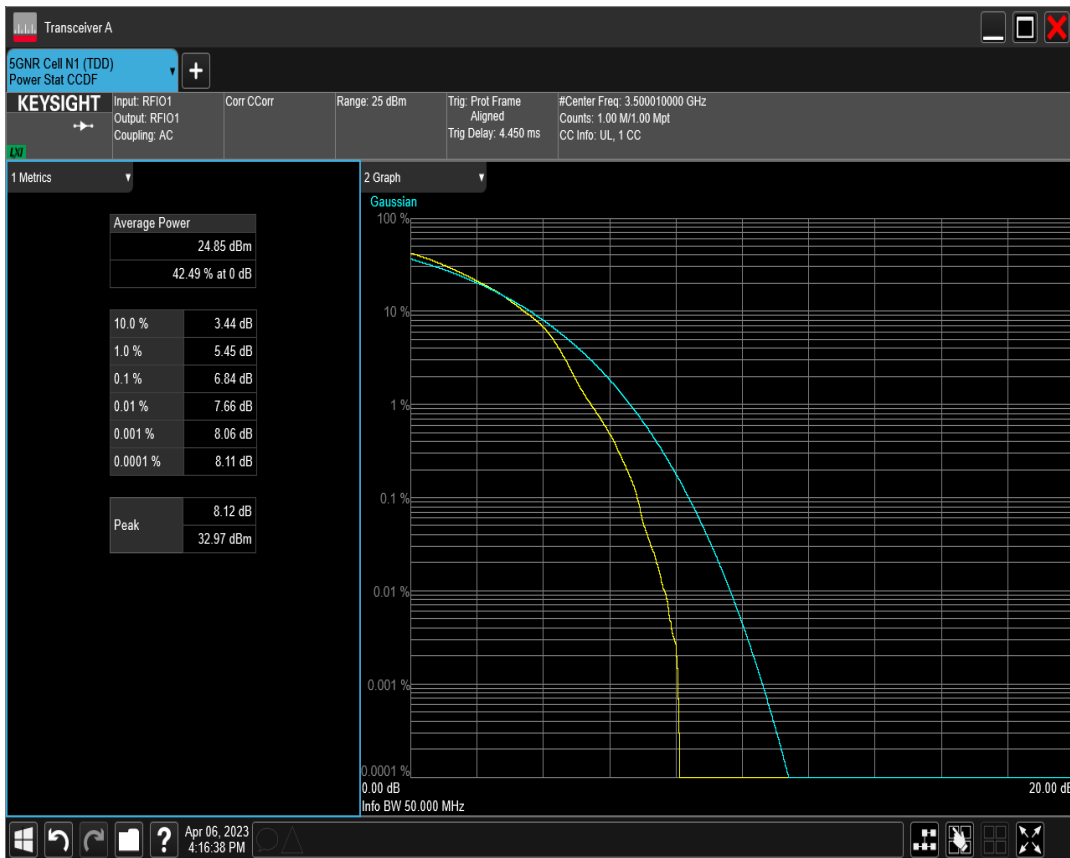 Transceiver A
5GNR Cell N1 (TDD)
Power Stat CCDF
+
KEYSIGHT
LXI
Input: RFIO1
Output: RFIO1
Coupling: AC
Corr CCorr
Range: 25 dBm
Trig: Prot Frame
Aligned
Trig Delay: 4.450 ms
#Center Freq: 3.500010000 GHz
Counts: 1.00 M/1.00 Mpt
CC Info: UL, 1 CC
1 Metrics
Average Power
24.85 dBm
42.49 % at 0 dB
10.0 % 3.44 dB
1.0 % 5.45 dB
0.1 % 6.84 dB
0.01 % 7.66 dB
0.001 % 8.06 dB
0.0001 % 8.11 dB
Peak 8.12 dB
32.97 dBm
2 Graph
Gaussian
100 %
10 %
1 %
0.1 %
0.01 %
0.001 %
0.0001 %
0.00 dB 20.00 dB
Info BW 50.000 MHz
?
Apr 06, 2023
4:16:38 PM